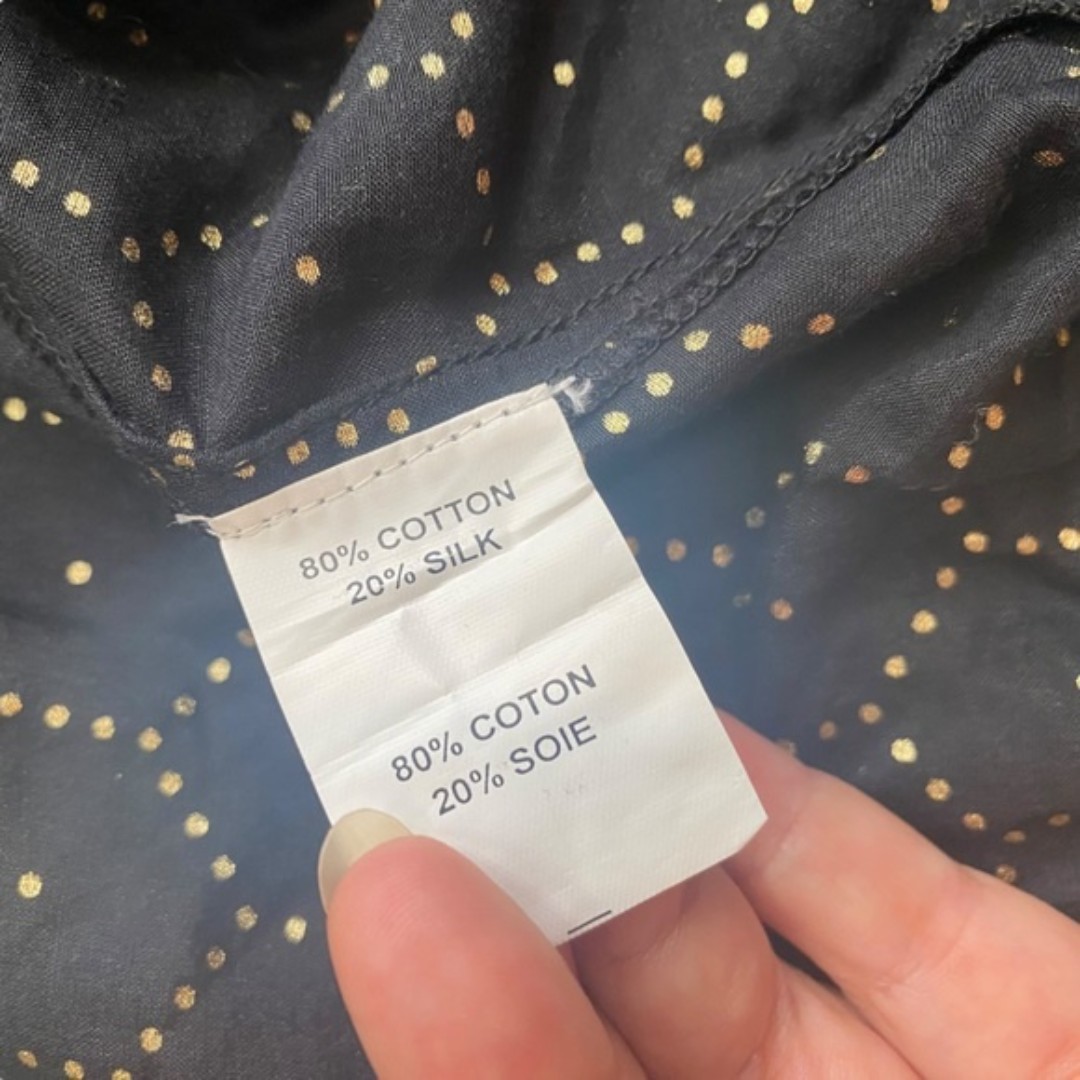 80% COTTON
20% SILK
80% COTON
20% SOIE